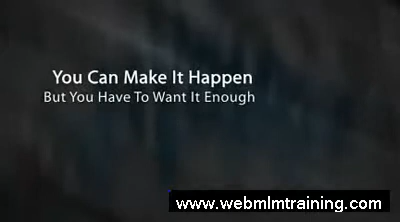 You Can Make It Happen
But You Have To Want It Enough
www.webmlmtraining.com